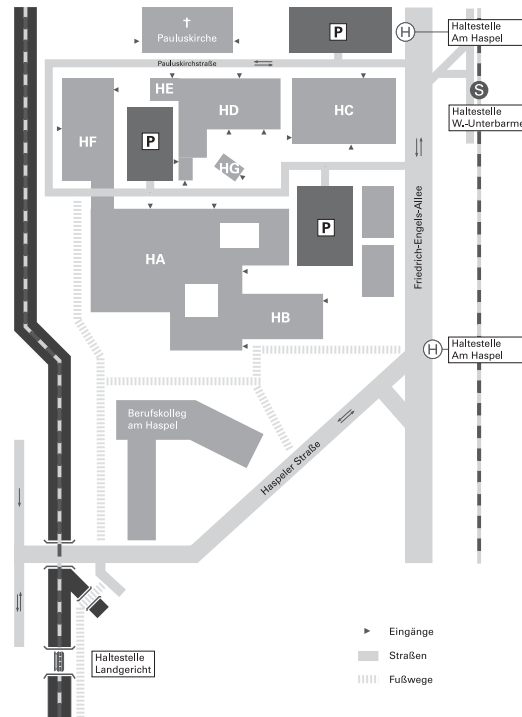 P
H
Haltestelle
Am Haspel
Pauluskirche
Pauluskirchstraße
S
HE
HD
HC
Haltestelle
W.-Unterbarme
HF
P
HG
P
Friedrich-Engels-Allee
HA
HB
H
Haltestelle
Am Haspel
Berufskolleg
am Haspel
Haspeler Straße
Haltestelle
Landgericht
Eingänge
Straßen
Fußwege